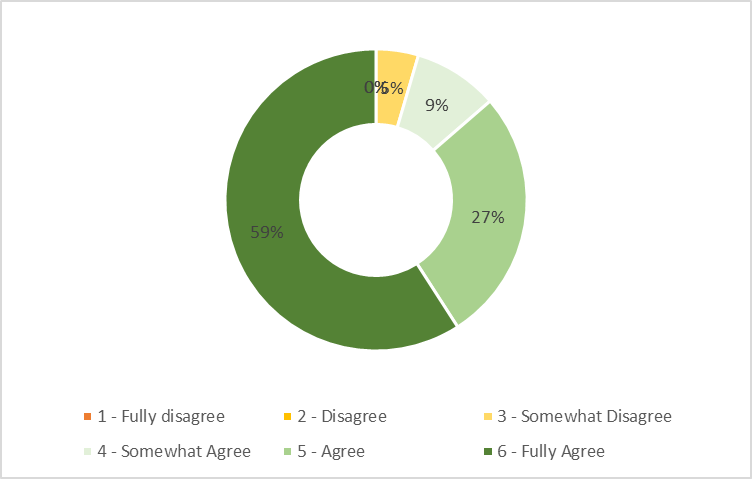 0%
5%
9%
27%
59%
1 - Fully disagree
2 - Disagree
3 - Somewhat Disagree
4 - Somewhat Agree
5 - Agree
6 - Fully Agree